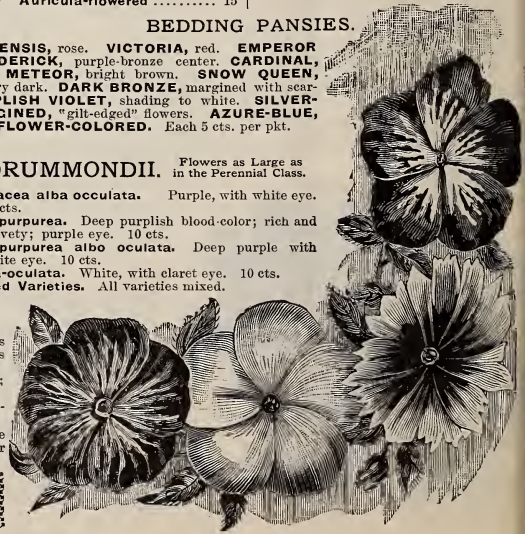 Auricula-flowered .......... 15
BEDDING PANSIES.
ENSIS, rose. VICTORIA, red. EMPEROR
DERICK, purple-bronze center. CARDINAL,
METEOR, bright brown. SNOW QUEEN,
ry dark. DARK BRONZE, margined with scar-
PLISH VIOLET, shading to white. SILVER-
GINED, "gilt-edged" flowers. AZURE-BLUE,
FLOWER-COLORED. Each 5 cts. per pkt.
DRUMMONDII. Flowers as Large as
in the Perennial Class.
acea alba occulata. Purple, with white eye.
cts.
purpurea. Deep purplish blood-color; rich and
vety; purple eye. 10 cts.
purpurea albo oculata. Deep purple with
ite eye. 10 cts.
-oculata. White, with claret eye. 10 cts.
ed Varieties. All varieties mixed.